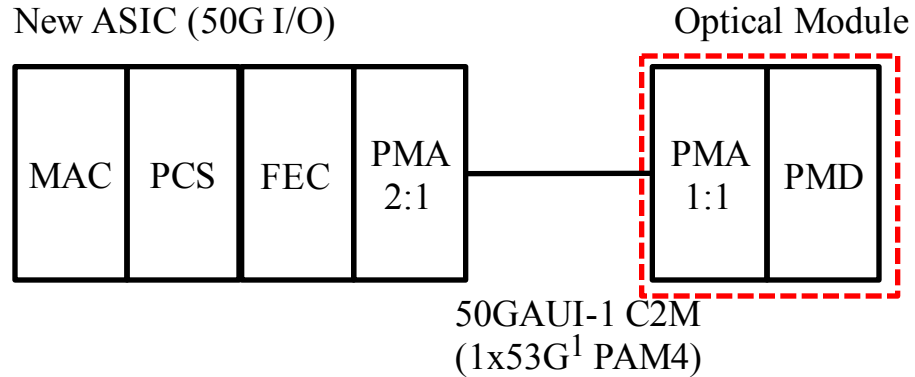 New ASIC (50G I/O)
Optical Module
MAC
PCS
FEC
PMA
2:1
PMA
1:1
PMD
50GAUI-1 C2M
(1x53G¹ PAM4)